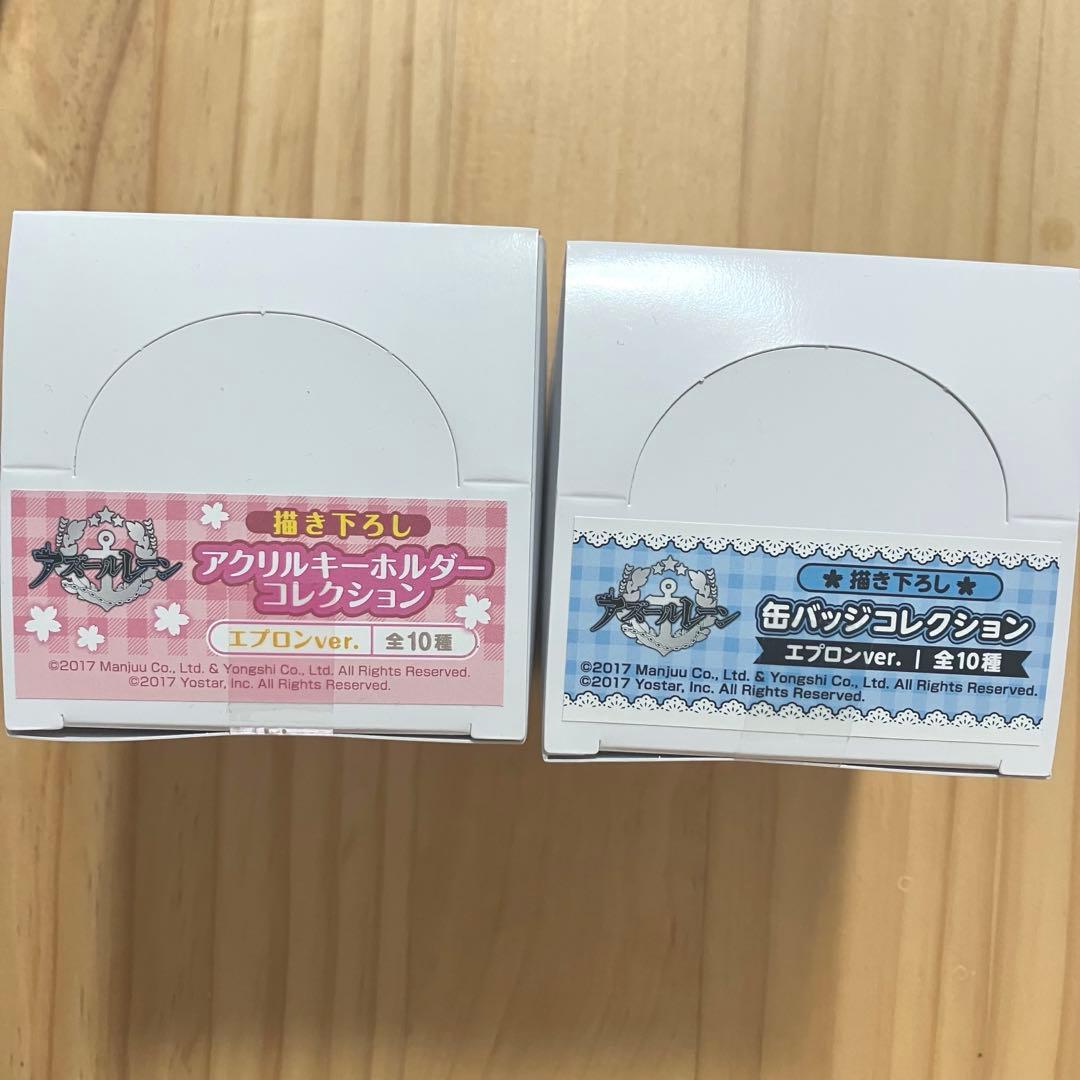 アズールレーン
描き下ろし
アクリルキーホルダー
コレクション
エプロンver. 全10種
©2017 Manjuu Co., Ltd. & Yongshi Co., Ltd. All Rights Reserved.
©2017 Yostar, Inc. All Rights Reserved.
アズールレーン
★描き下ろし★
缶バッジコレクション
エプロンver. | 全10種
©2017 Manjuu Co., Ltd. & Yongshi Co., Ltd. All Rights Reserved.
©2017 Yostar, Inc. All Rights Reserved.